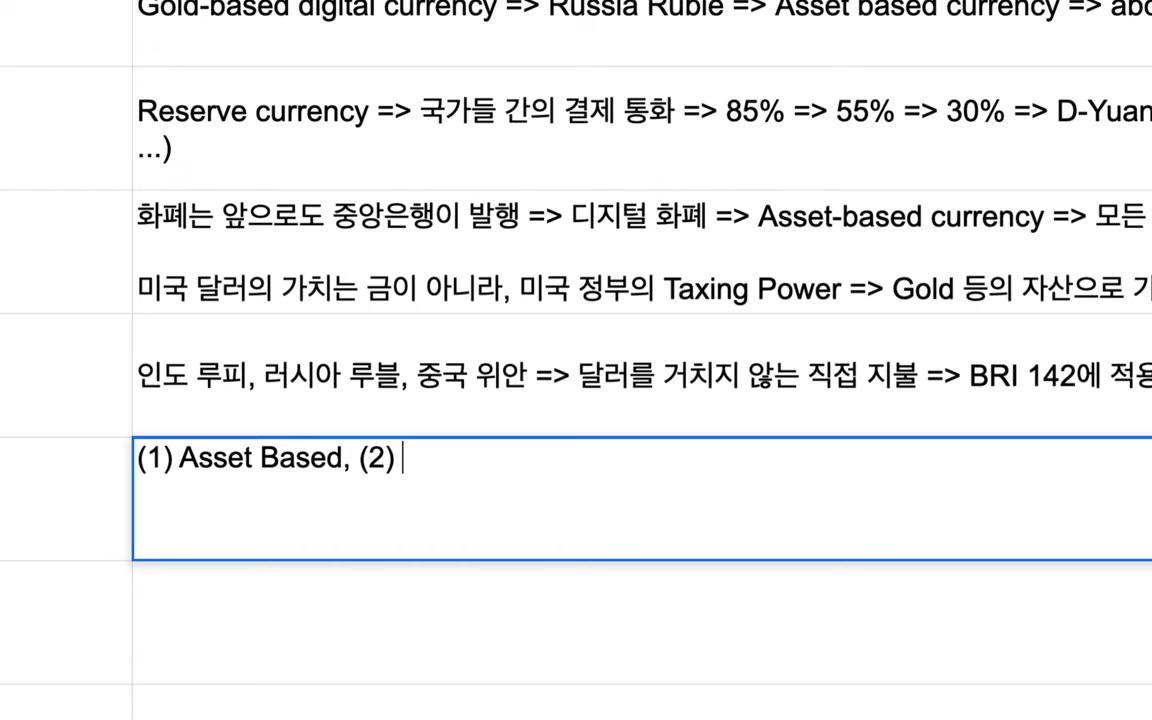 Gold-based digital currency => Russia Ruble => Asset based currency =>
Reserve currency => 국가들 간의 결제 통화 => 85% => 55% => 30% => D-Yuan
...)
화폐는 앞으로도 중앙은행이 발행 => 디지털 화폐 => Asset-based currency => 모든
미국 달러의 가치는 금이 아니라, 미국 정부의 Taxing Power => Gold 등의 자산으로
인도 루피, 러시아 루블, 중국 위안 => 달러를 거치지 않는 직접 지불 => BRI 142에
(1) Asset Based, (2)